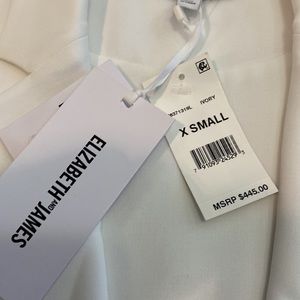 ELIZABETH AND JAMES
IVORY
X SMALL
MSRP $445.00